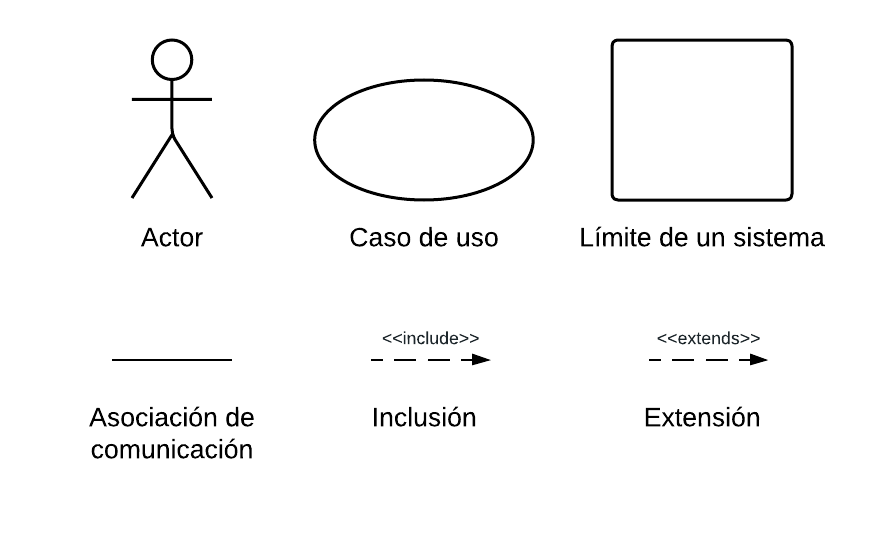 Actor
Caso de uso
Límite de un sistema
<<include>>
<<extends>>
Asociación de
comunicación
Inclusión
Extensión